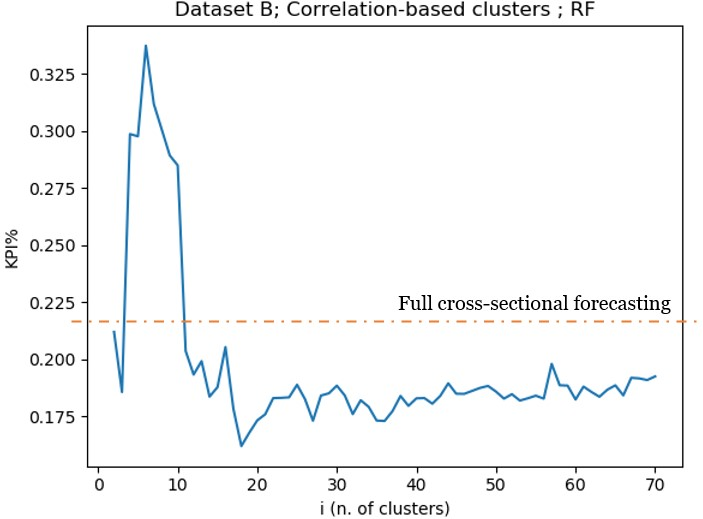 Dataset B; Correlation-based clusters ; RF
0.325
0.300
0.275
0.250
0.225
0.200
0.175
KPI%
Full cross-sectional forecasting
0 10 20 30 40 50 60 70
i (n. of clusters)